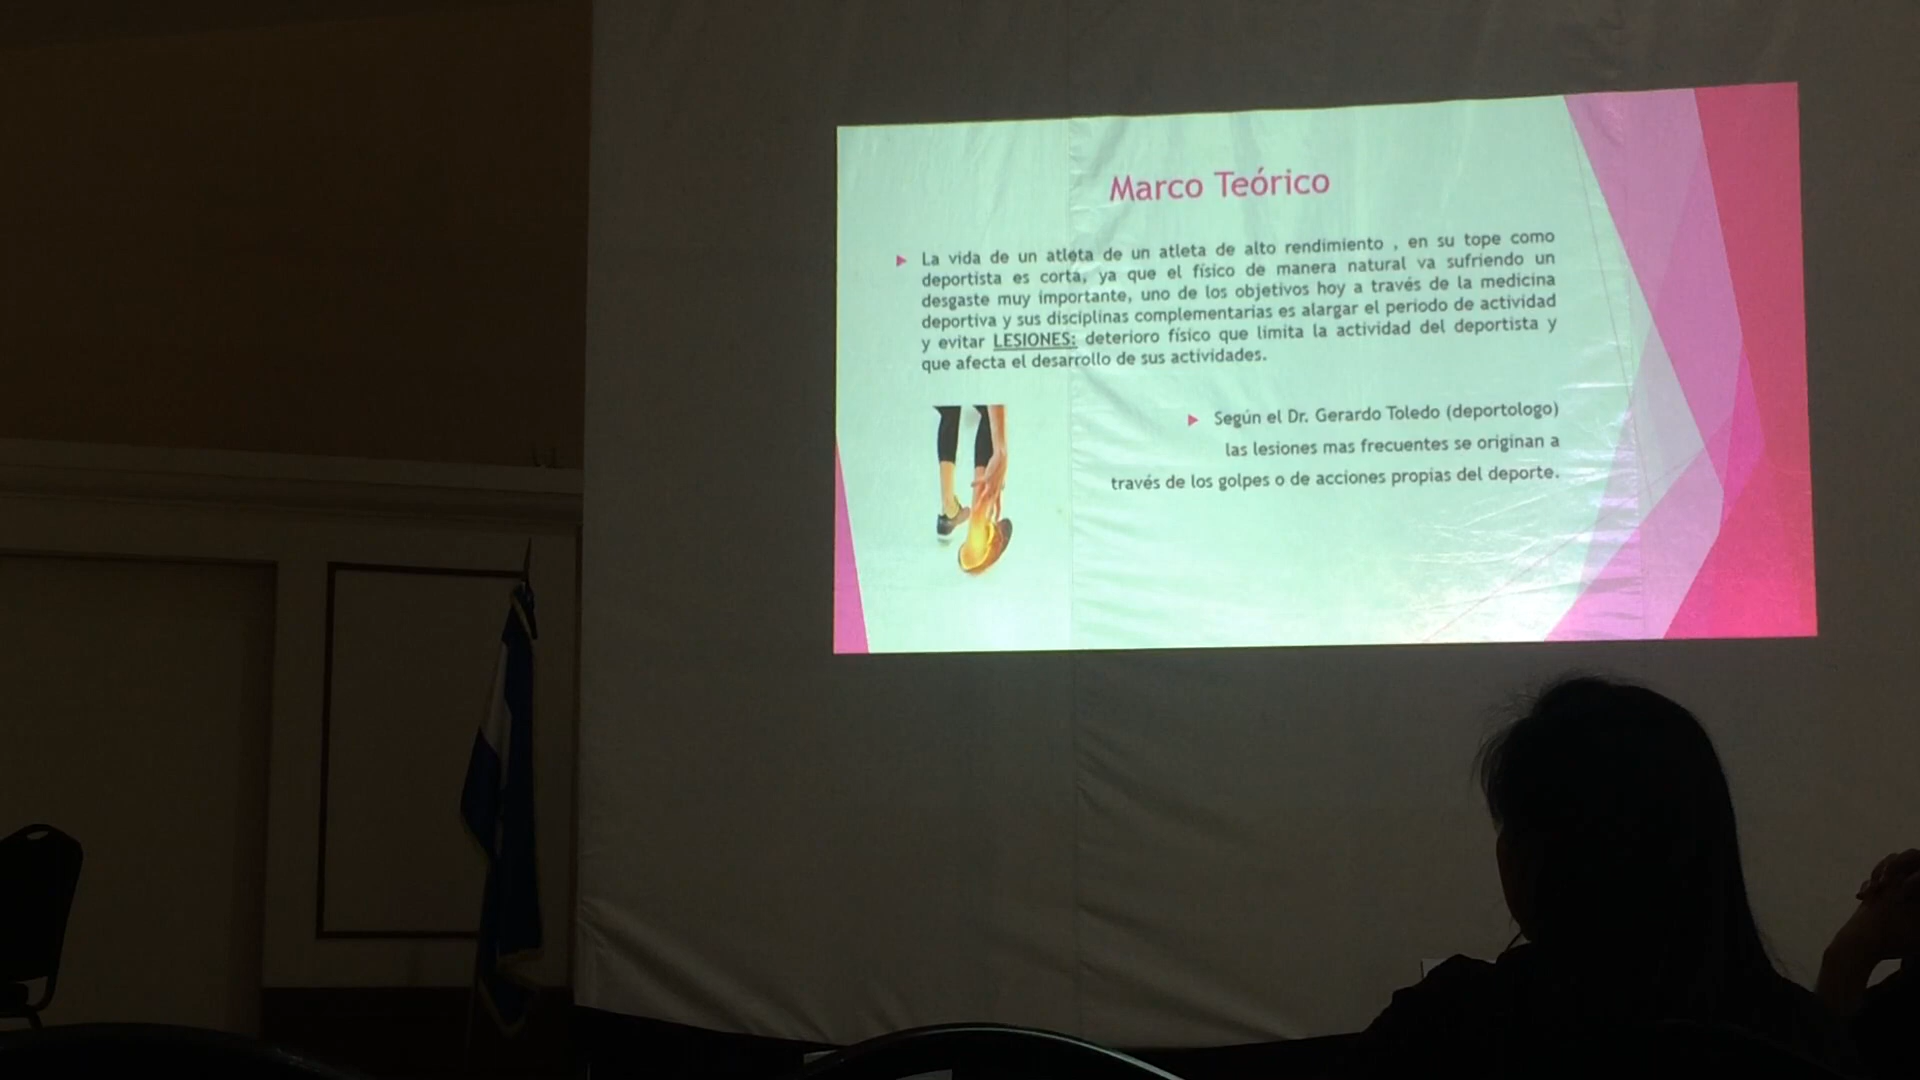 Marco Teórico
La vida de un atleta de un atleta de alto rendimiento , en su tope como
deportista es corta, ya que el físico de manera natural va sufriendo un
desgaste muy importante, uno de los objetivos hoy a través de la medicina
deportiva y sus disciplinas complementarias es alargar el periodo de actividad
y evitar LESIONES: deterioro físico que limita la actividad del deportista y
que afecta el desarrollo de sus actividades.
Según el Dr. Gerardo Toledo (deportologo)
las lesiones mas frecuentes se originan a
través de los golpes o de acciones propias del deporte.